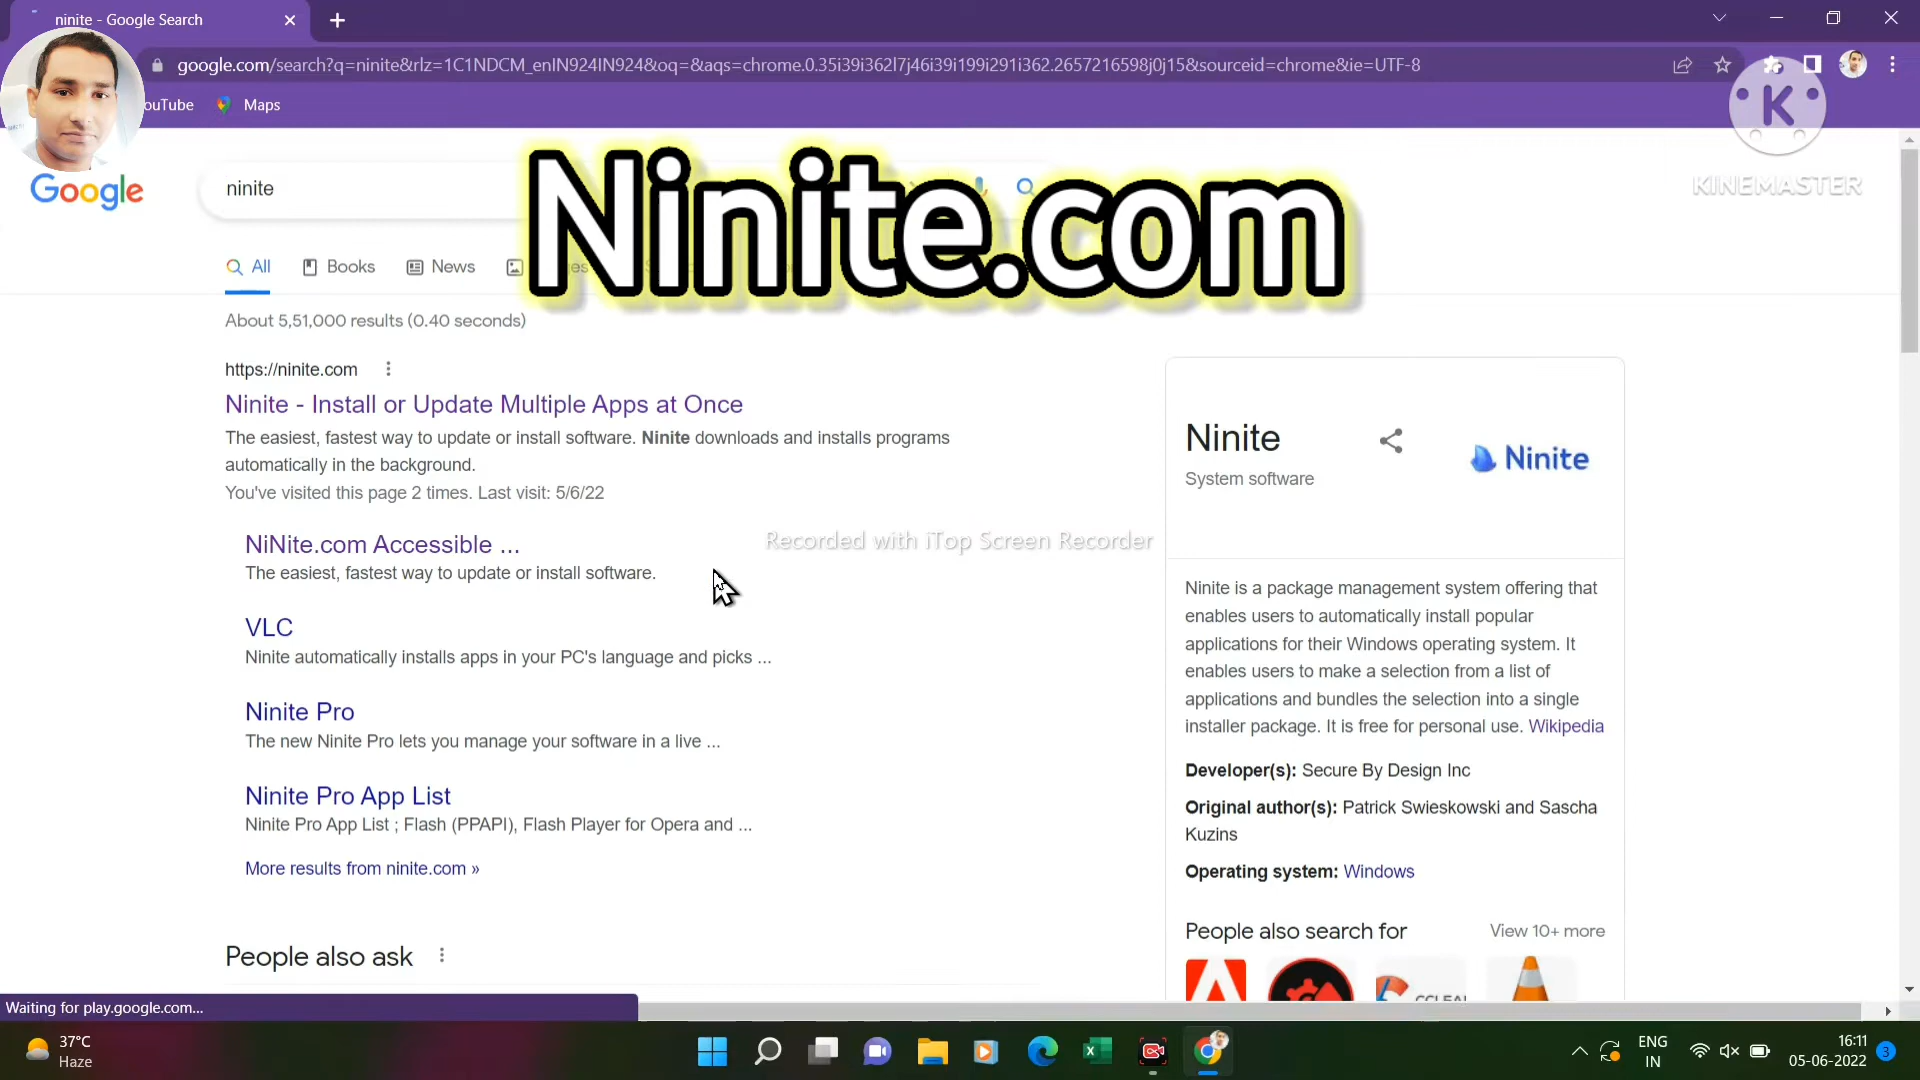 ninite - Google Search
google.com/search?q=ninite&rlz=1C1NDCM_enIN924IN924&oq=&aqs=chrome.0.35i39i362l7j46i39i199i291i362.2657216598j0j15&sourceid=chrome&ie=UTF-8
ouTube
Maps
K
KINEMASTER
Google
ninite
Ninite.com
All
Books
News
About 5,51,000 results (0.40 seconds)
https://ninite.com
Ninite - Install or Update Multiple Apps at Once
The easiest, fastest way to update or install software. Ninite downloads and installs programs
automatically in the background.
You've visited this page 2 times. Last visit: 5/6/22
NiNite.com Accessible ...
The easiest, fastest way to update or install software.
VLC
Ninite automatically installs apps in your PC's language and picks ...
Ninite Pro
The new Ninite Pro lets you manage your software in a live ...
Ninite Pro App List
Ninite Pro App List ; Flash (PPAPI), Flash Player for Opera and ...
More results from ninite.com »
People also ask
Recorded with iTop Screen Recorder
Ninite
System software
Ninite
Ninite is a package management system offering that
enables users to automatically install popular
applications for their Windows operating system. It
enables users to make a selection from a list of
applications and bundles the selection into a single
installer package. It is free for personal use. Wikipedia
Developer(s): Secure By Design Inc
Original author(s): Patrick Swieskowski and Sascha
Kuzins
Operating system: Windows
People also search for
View 10+ more
Waiting for play.google.com...
37°C
Haze
ENG
IN
16:11
05-06-2022
3